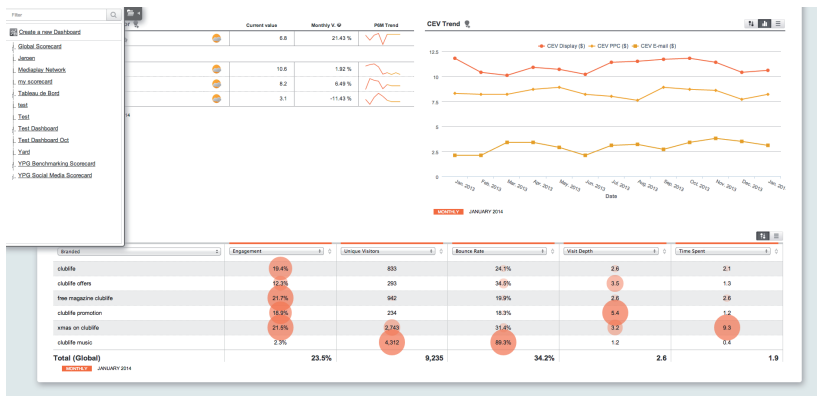 Filter
Create a new Dashboard
Global Scorecard
Jeroen
Mediaplay Network
my scorecard
Tableau de Bord
test
Test
Test Dashboard
Test Dashboard Oct
Yard
YPG Benchmarking Scorecard
YPG Social Media Scorecard
Current value Monthly V. P&M Trend
6.8 21.43 %
10.6 1.92 %
8.2 6.49 %
3.1 -11.43 %
CEV Trend
CEV Display ($) CEV PPC ($) CEV E-mail ($)
12.5
10
7.5
5
2.5
0
Jan. 2013 Feb. 2013 Mar. 2013 Apr. 2013 May. 2013 Jun. 2013 Jul. 2013 Aug. 2013 Sep. 2013 Oct. 2013 Nov. 2013 Dec. 2013 Jan. 201
Date
MONTHLY JANUARY 2014
Branded Engagement Unique Visitors Bounce Rate Visit Depth Time Spent
clublife 19.4% 833 24.1% 2.6 2.1
clublife offers 12.3% 293 34.5% 3.5 1.3
free magazine clublife 21.7% 942 19.9% 2.8 2.6
clublife promotion 18.9% 234 18.3% 5.4 1.2
xmas on clublife 21.5% 2,743 31.4% 3.2 9.3
clublife music 2.3% 4,312 89.3% 1.2 0.4
Total (Global) 23.5% 9,235 34.2% 2.6 1.9
MONTHLY JANUARY 2014